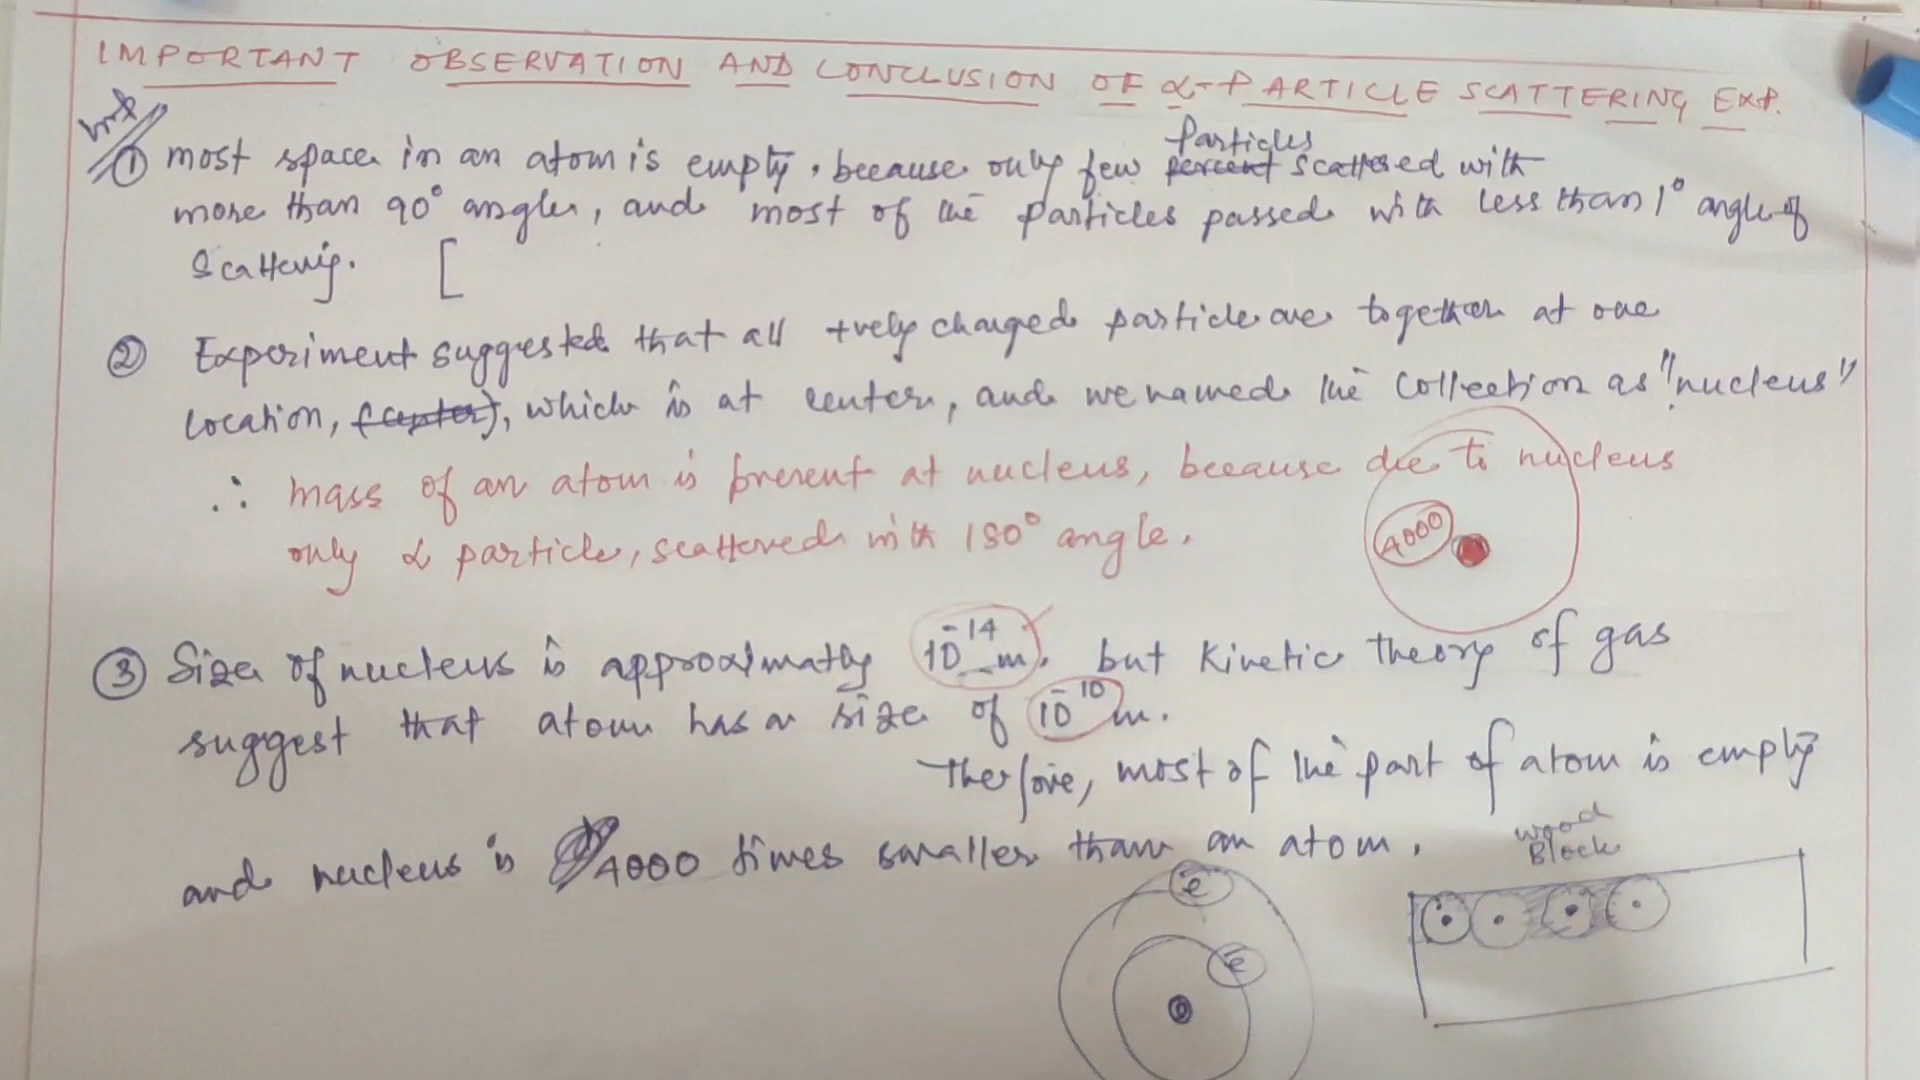 IMPORTANT OBSERVATION AND CONCLUSION OF α-PARTICLE SCATTERING EXP.
Imp
① most space in an atom is empty, because only few percent particles scattered with
more than 90° angle, and most of the particles passed with less than 1° angle of
Scattering. [
② Experiment suggested that all +vely charged particle are together at one
location, (center), which is at center, and we named the collection as "nucleus"
∴ mass of an atom is present at nucleus, because due to nucleus
only α particle, scattered with 180° angle.
4000
③ Size of nucleus is approximatly 10⁻¹⁴ m, but Kinetic theory of gas
suggest that atom has a size of 10⁻¹⁰ m.
Therfore, most of the part of atom is empty
and nucleus is 4000 times smaller than an atom.
wood
Block
e
e